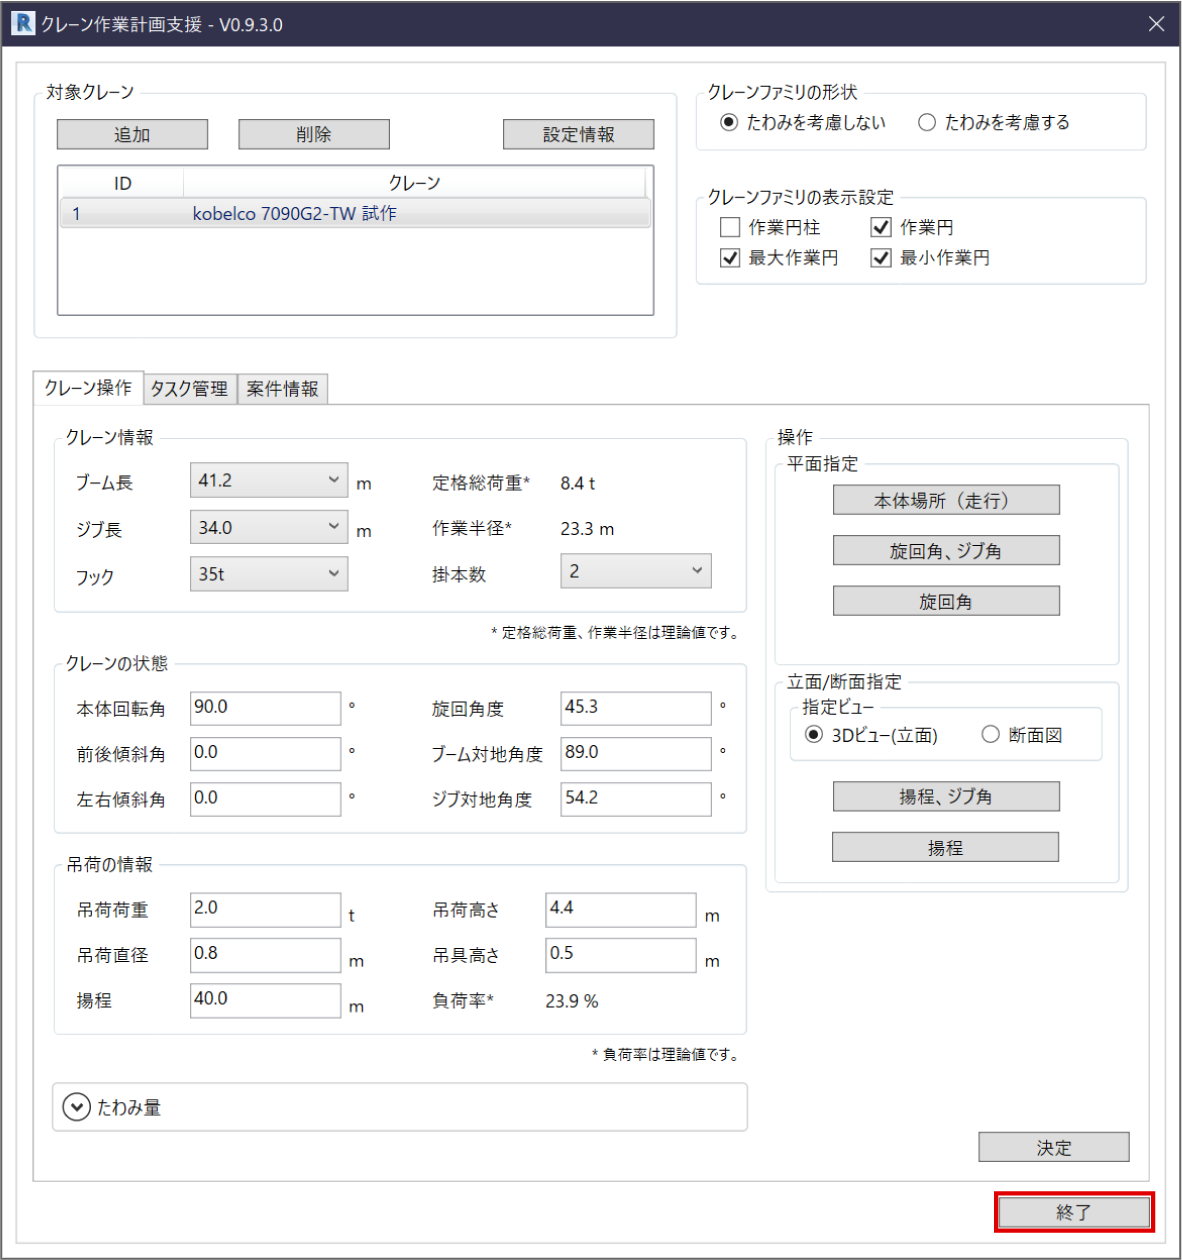 クレーン作業計画支援 - V0.9.3.0
対象クレーン
追加 削除 設定情報
ID クレーン
1 kobelco 7090G2-TW 試作
クレーンファミリの形状
たわみを考慮しない たわみを考慮する
クレーンファミリの表示設定
作業円柱 作業円
最大作業円 最小作業円
クレーン操作 タスク管理 案件情報
クレーン情報
ブーム長 41.2 m 定格総荷重* 8.4 t
ジブ長 34.0 m 作業半径* 23.3 m
フック 35t 掛本数 2
* 定格総荷重、作業半径は理論値です。
クレーンの状態
本体回転角 90.0 ° 旋回角度 45.3 °
前後傾斜角 0.0 ° ブーム対地角度 89.0 °
左右傾斜角 0.0 ° ジブ対地角度 54.2 °
吊荷の情報
吊荷荷重 2.0 t 吊荷高さ 4.4 m
吊荷直径 0.8 m 吊具高さ 0.5 m
揚程 40.0 m 負荷率* 23.9 %
* 負荷率は理論値です。
たわみ量
操作
平面指定
本体場所（走行）
旋回角、ジブ角
旋回角
立面/断面指定
指定ビュー
3Dビュー(立面) 断面図
揚程、ジブ角
揚程
決定
終了